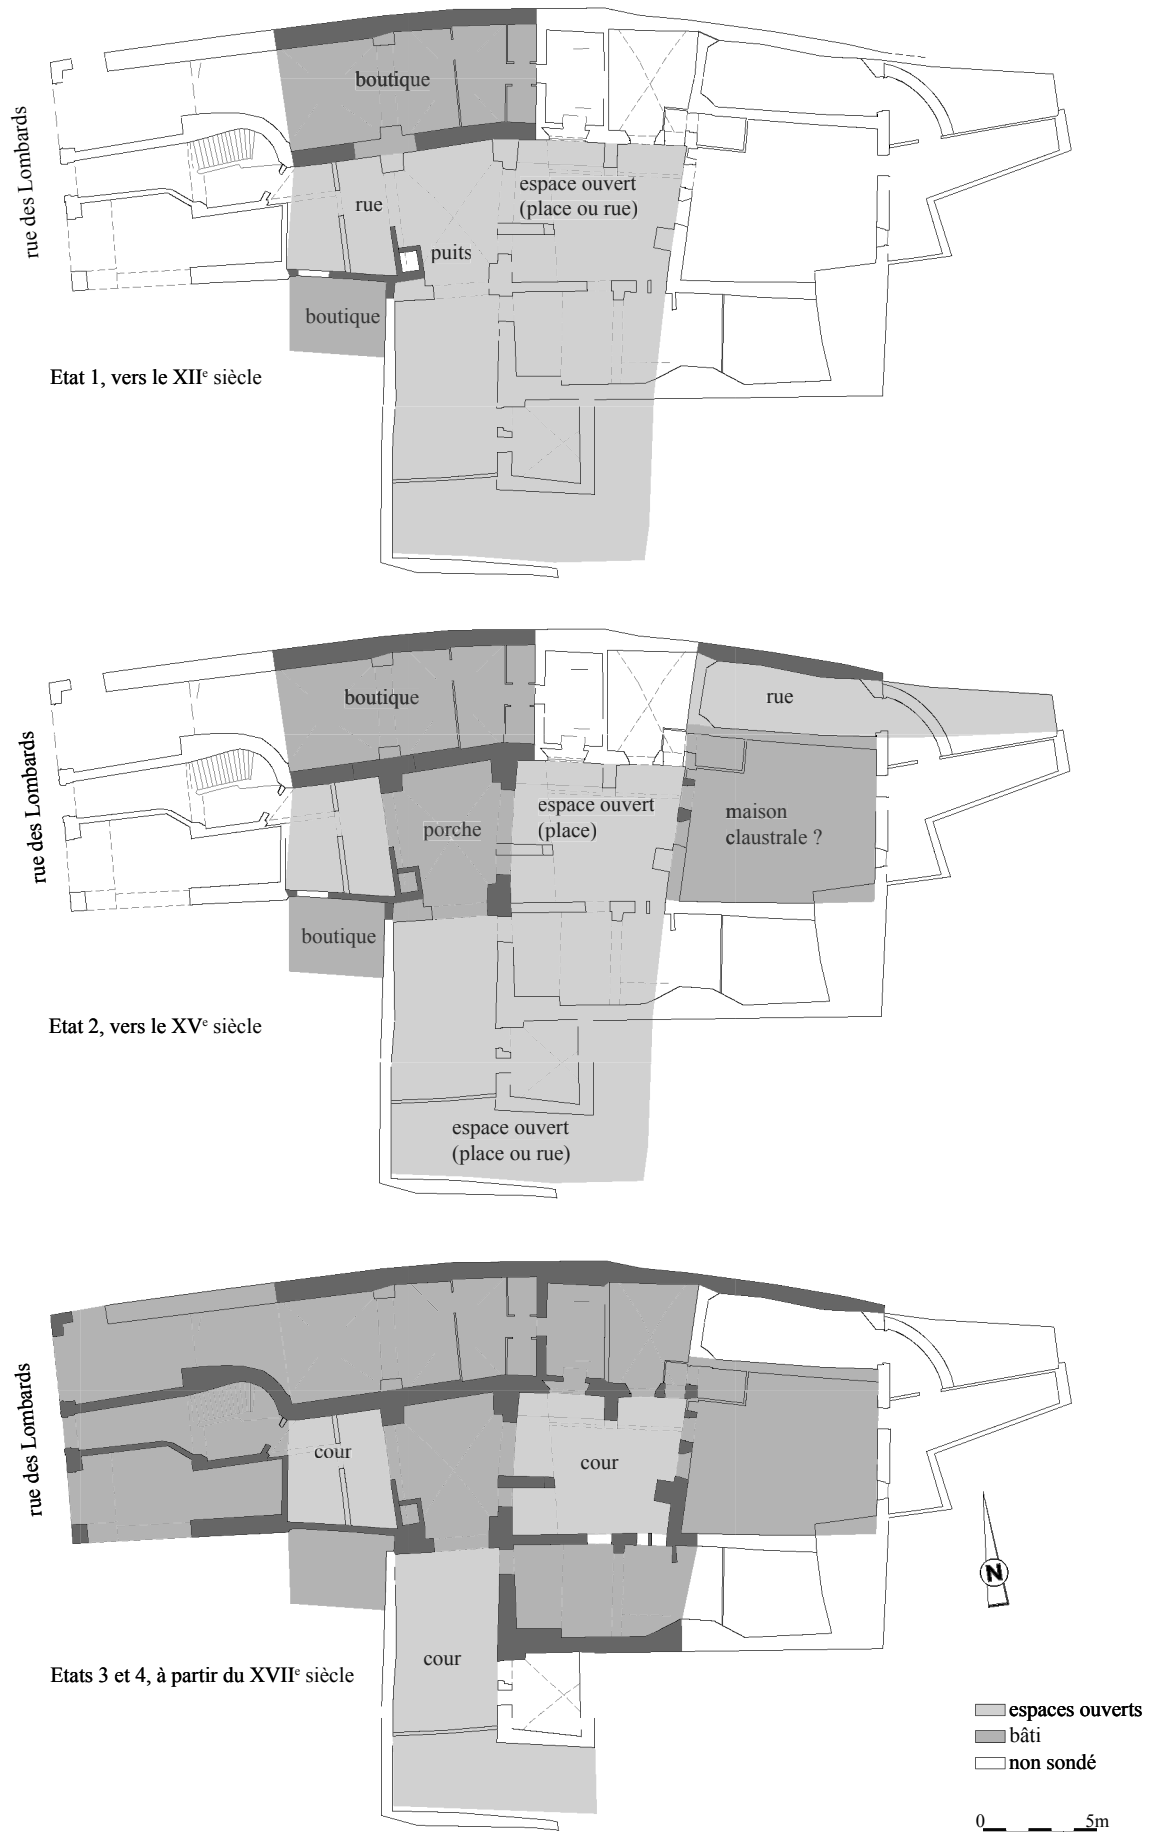 rue des Lombards
boutique
rue
espace ouvert
(place ou rue)
puits
boutique
Etat 1, vers le XIIe siècle
rue des Lombards
boutique
rue
porche
espace ouvert
(place)
maison
claustrale ?
boutique
Etat 2, vers le XVe siècle
espace ouvert
(place ou rue)
rue des Lombards
cour
cour
cour
Etats 3 et 4, à partir du XVIIe siècle
N
espaces ouverts
bâti
non sondé
0 5m